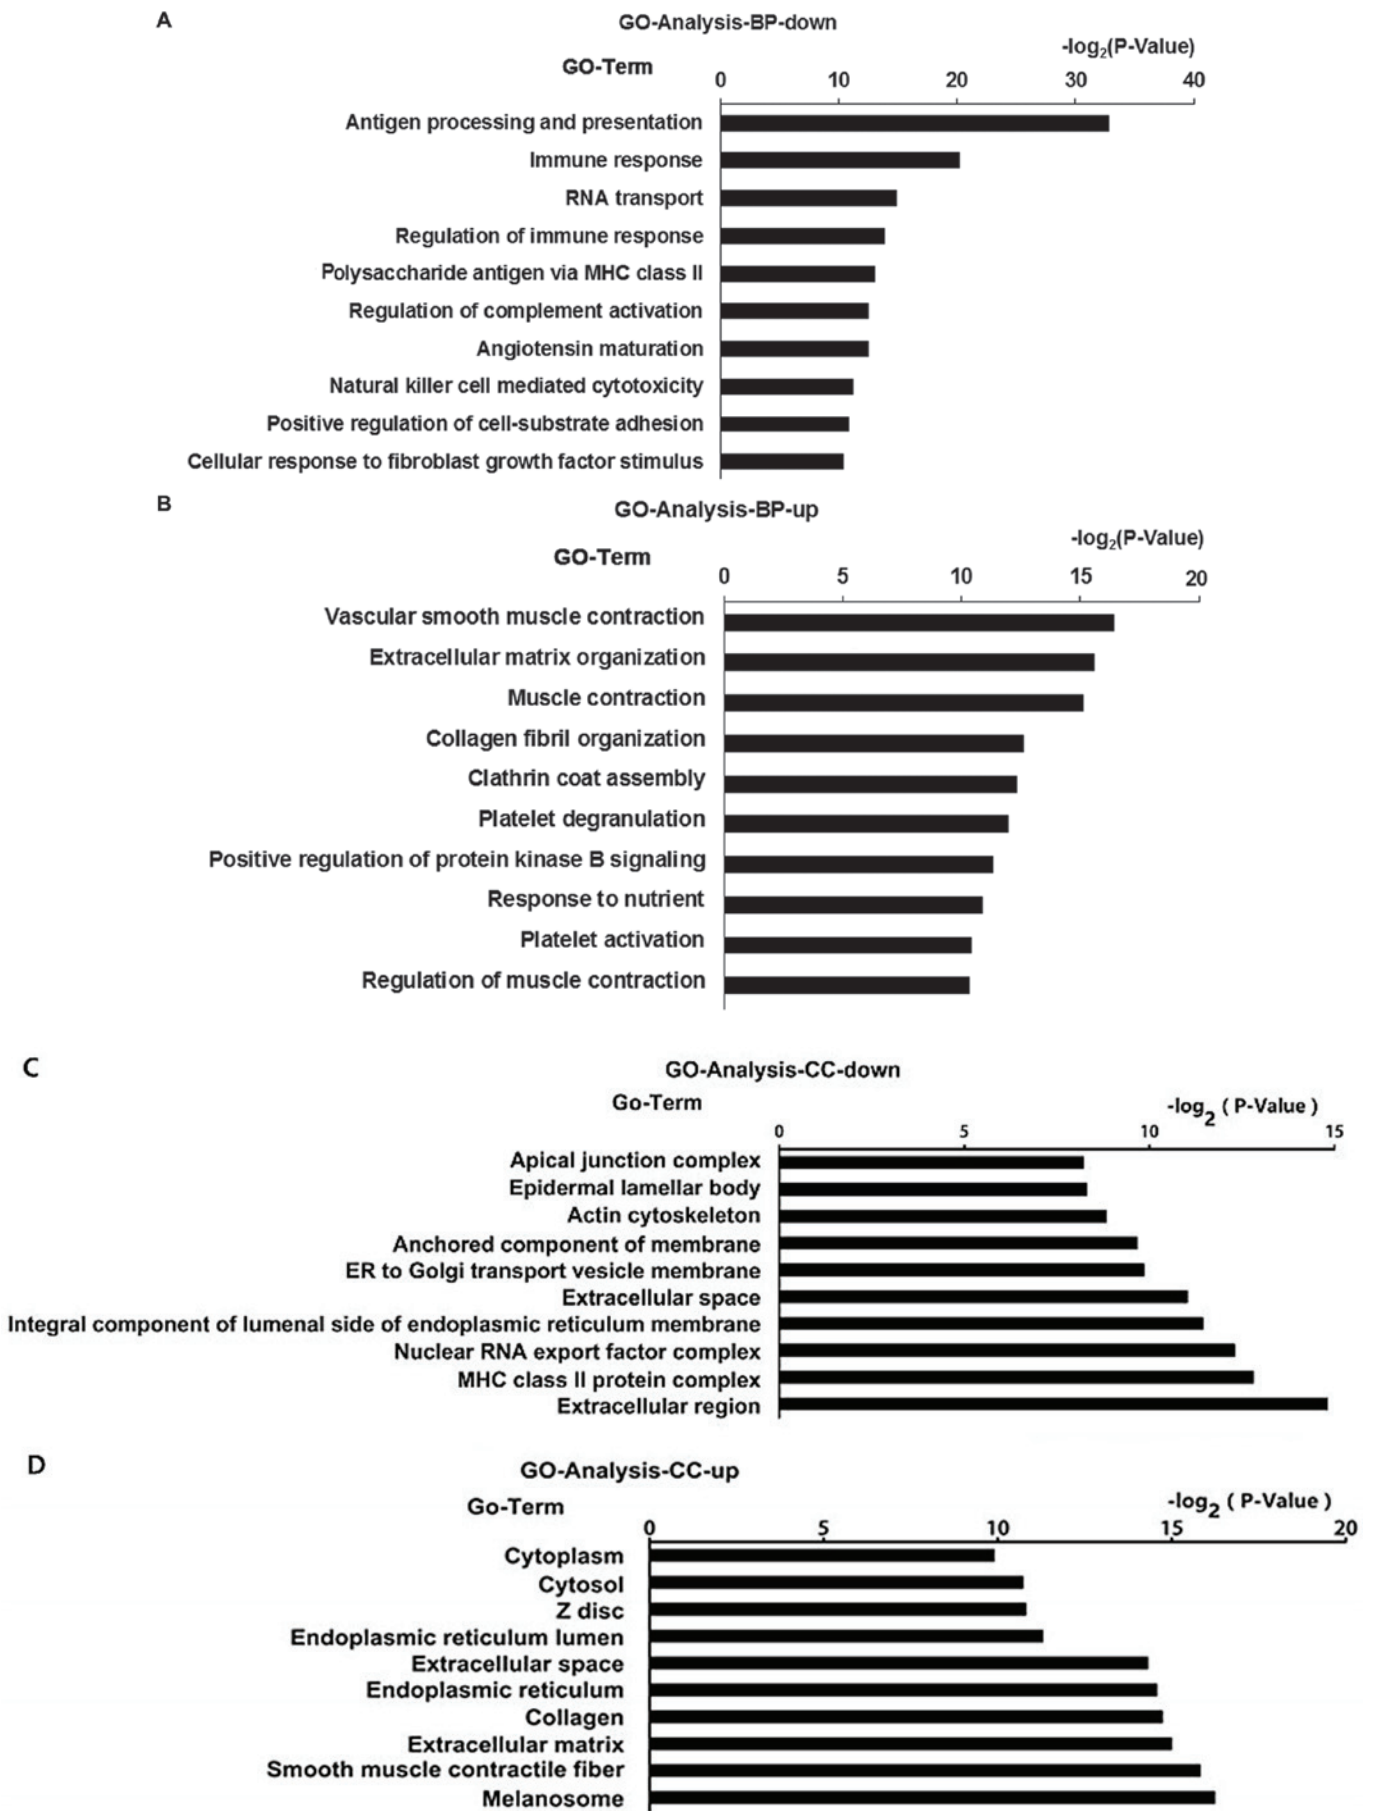 A
GO-Analysis-BP-down
-log2(P-Value)
GO-Term
0 10 20 30 40
Antigen processing and presentation
Immune response
RNA transport
Regulation of immune response
Polysaccharide antigen via MHC class II
Regulation of complement activation
Angiotensin maturation
Natural killer cell mediated cytotoxicity
Positive regulation of cell-substrate adhesion
Cellular response to fibroblast growth factor stimulus
B
GO-Analysis-BP-up
-log2(P-Value)
GO-Term
0 5 10 15 20
Vascular smooth muscle contraction
Extracellular matrix organization
Muscle contraction
Collagen fibril organization
Clathrin coat assembly
Platelet degranulation
Positive regulation of protein kinase B signaling
Response to nutrient
Platelet activation
Regulation of muscle contraction
C
GO-Analysis-CC-down
Go-Term
-log2 ( P-Value )
0 5 10 15
Apical junction complex
Epidermal lamellar body
Actin cytoskeleton
Anchored component of membrane
ER to Golgi transport vesicle membrane
Extracellular space
Integral component of lumenal side of endoplasmic reticulum membrane
Nuclear RNA export factor complex
MHC class II protein complex
Extracellular region
D
GO-Analysis-CC-up
Go-Term
-log2 ( P-Value )
0 5 10 15 20
Cytoplasm
Cytosol
Z disc
Endoplasmic reticulum lumen
Extracellular space
Endoplasmic reticulum
Collagen
Extracellular matrix
Smooth muscle contractile fiber
Melanosome